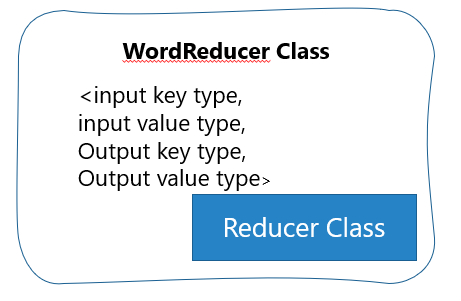 WordReducer Class
<input key type,
input value type,
Output key type,
Output value type>
Reducer Class